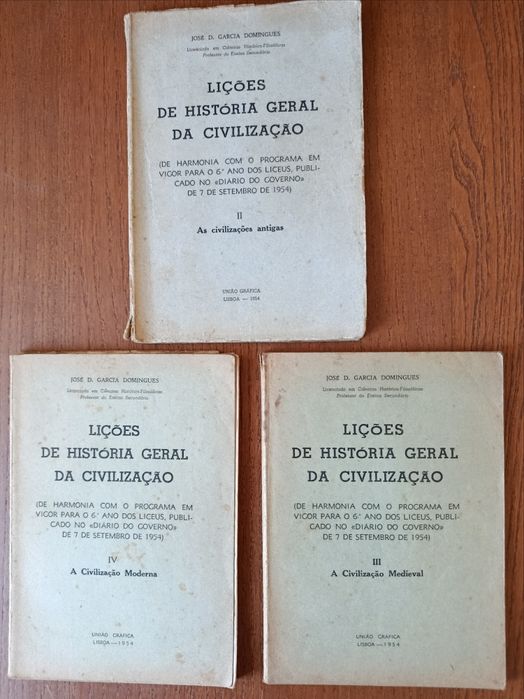 JOSÉ D. GARCIA DOMINGUES
Licenciado em Ciências Histórico-Filosóficas
Professor do Ensino Secundário
LIÇÕES
DE HISTÓRIA GERAL
DA CIVILIZAÇÃO
(DE HARMONIA COM O PROGRAMA EM
VIGOR PARA O 6.º ANO DOS LICEUS, PUBLI-
CADO NO «DIÁRIO DO GOVERNO»
DE 7 DE SETEMBRO DE 1954)
II
As civilizações antigas
UNIÃO GRÁFICA
LISBOA — 1954
JOSÉ D. GARCIA DOMINGUES
Licenciado em Ciências Histórico-Filosóficas
Professor do Ensino Secundário
LIÇÕES
DE HISTÓRIA GERAL
DA CIVILIZAÇÃO
(DE HARMONIA COM O PROGRAMA EM
VIGOR PARA O 6.º ANO DOS LICEUS, PUBLI-
CADO NO «DIÁRIO DO GOVERNO»
DE 7 DE SETEMBRO DE 1954)
IV
A Civilização Moderna
UNIÃO GRÁFICA
LISBOA — 1954
JOSÉ D. GARCIA DOMINGUES
Licenciado em Ciências Histórico-Filosóficas
Professor do Ensino Secundário
LIÇÕES
DE HISTÓRIA GERAL
DA CIVILIZAÇÃO
(DE HARMONIA COM O PROGRAMA EM
VIGOR PARA O 6.º ANO DOS LICEUS, PUBLI-
CADO NO «DIÁRIO DO GOVERNO»
DE 7 DE SETEMBRO DE 1954)
III
A Civilização Medieval
UNIÃO GRÁFICA
LISBOA — 1954